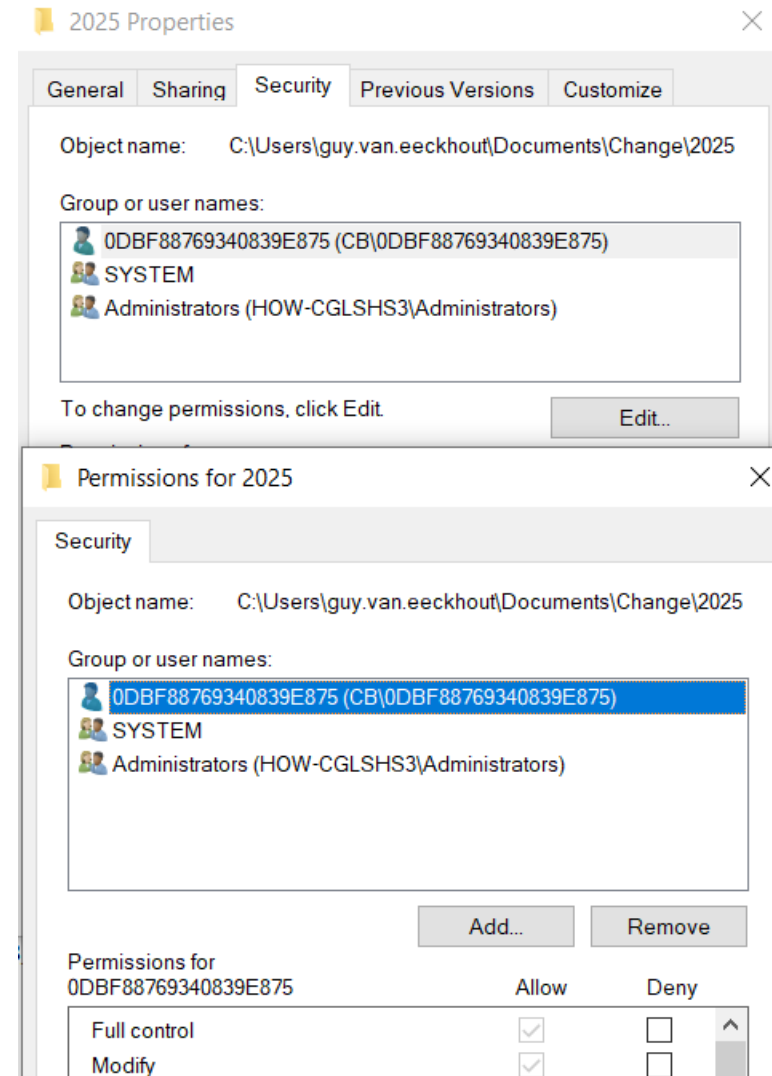 2025 Properties
General Sharing Security Previous Versions Customize
Object name: C:\Users\guy.van.eeckhout\Documents\Change\2025
Group or user names:
0DBF88769340839E875 (CB\0DBF88769340839E875)
SYSTEM
Administrators (HOW-CGLSHS3\Administrators)
To change permissions, click Edit.
Edit...
Permissions for 2025
Security
Object name: C:\Users\guy.van.eeckhout\Documents\Change\2025
Group or user names:
0DBF88769340839E875 (CB\0DBF88769340839E875)
SYSTEM
Administrators (HOW-CGLSHS3\Administrators)
Add... Remove
Permissions for
0DBF88769340839E875 Allow Deny
Full control
Modify